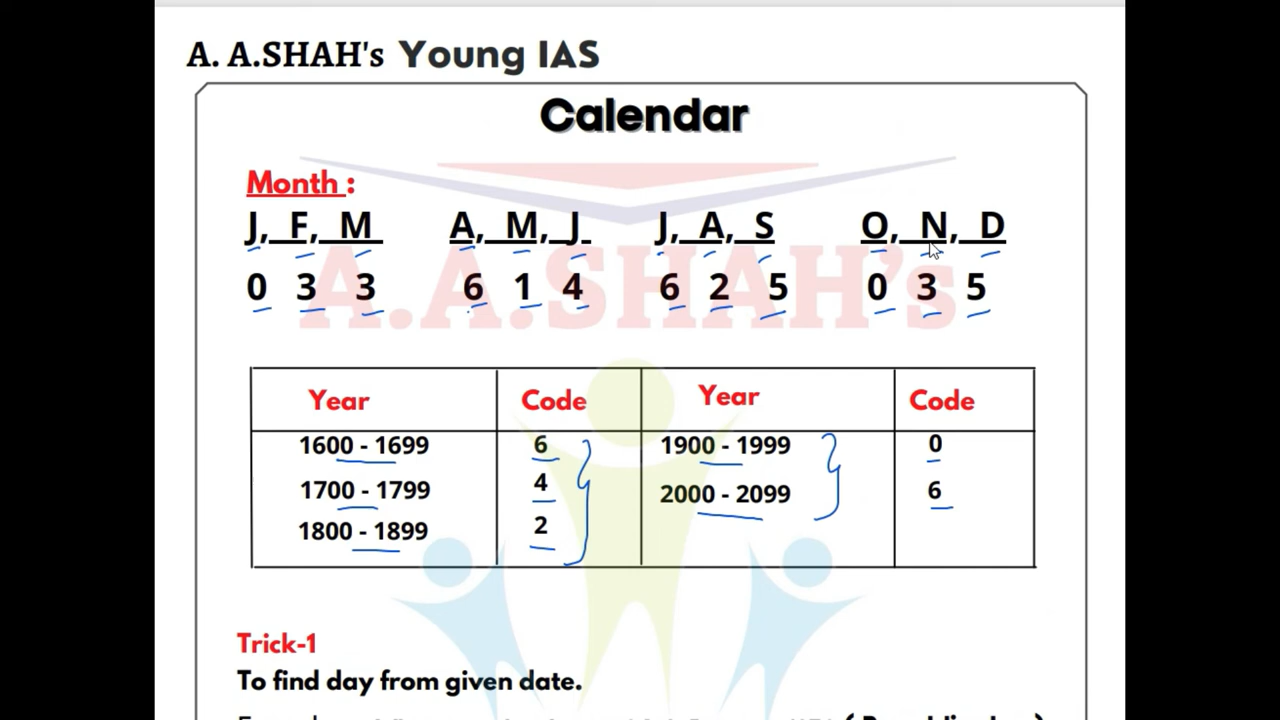 A. A.SHAH's Young IAS
Calendar
Month :
J, F, M A, M, J J, A, S O, N, D
0 3 3 6 1 4 6 2 5 0 3 5
A.A.SHAH's
Year Code Year Code
1600 - 1699 6 1900 - 1999 0
1700 - 1799 4 2000 - 2099 6
1800 - 1899 2
Trick-1
To find day from given date.